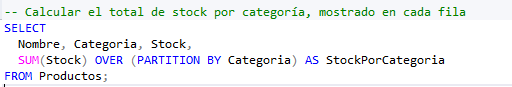 -- Calcular el total de stock por categoría, mostrado en cada fila
SELECT
  Nombre, Categoria, Stock,
  SUM(Stock) OVER (PARTITION BY Categoria) AS StockPorCategoria
FROM Productos;